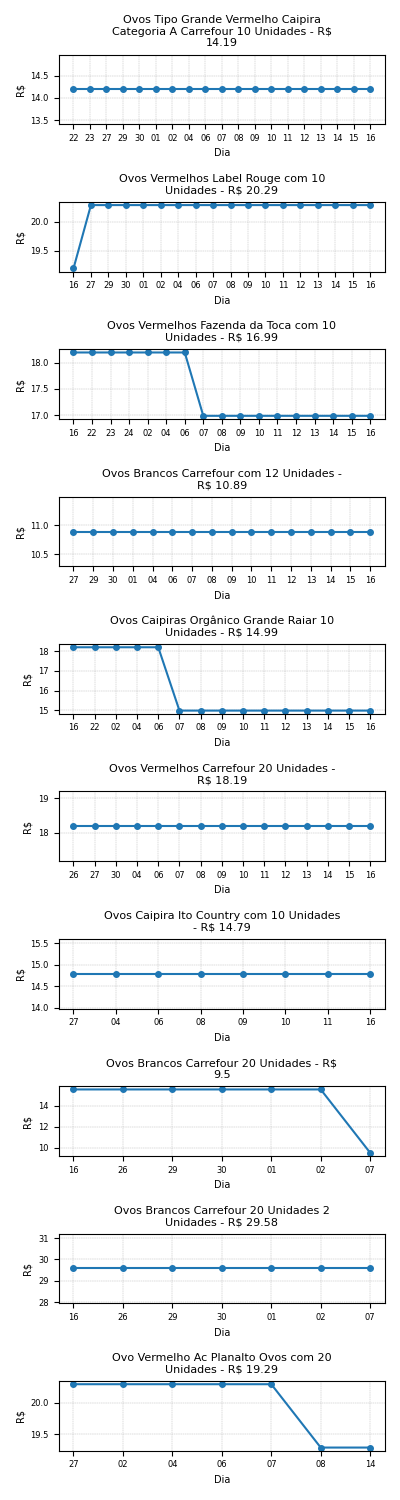 Ovos Tipo Grande Vermelho Caipira
Categoria A Carrefour 10 Unidades - R$
14.19
14.5
14.0
13.5
R$
22 23 27 29 30 01 02 04 06 07 08 09 10 11 12 13 14 15 16
Dia
Ovos Vermelhos Label Rouge com 10
Unidades - R$ 20.29
20.0
19.5
R$
16 27 29 30 01 02 04 06 07 08 09 10 11 12 13 14 15 16
Dia
Ovos Vermelhos Fazenda da Toca com 10
Unidades - R$ 16.99
18.0
17.5
17.0
R$
16 22 23 24 02 04 06 07 08 09 10 11 12 13 14 15 16
Dia
Ovos Brancos Carrefour com 12 Unidades -
R$ 10.89
11.0
10.5
R$
27 29 30 01 04 06 07 08 09 10 11 12 13 14 15 16
Dia
Ovos Caipiras Orgânico Grande Raiar 10
Unidades - R$ 14.99
18
17
16
15
R$
16 22 02 04 06 07 08 09 10 11 12 13 14 15 16
Dia
Ovos Vermelhos Carrefour 20 Unidades -
R$ 18.19
19
18
R$
26 27 30 04 06 07 08 09 10 11 12 13 14 15 16
Dia
Ovos Caipira Ito Country com 10 Unidades
- R$ 14.79
15.5
15.0
14.5
14.0
R$
27 04 06 08 09 10 11 16
Dia
Ovos Brancos Carrefour 20 Unidades - R$
9.5
14
12
10
R$
16 26 29 30 01 02 07
Dia
Ovos Brancos Carrefour 20 Unidades 2
Unidades - R$ 29.58
31
30
29
28
R$
16 26 29 30 01 02 07
Dia
Ovo Vermelho Ac Planalto Ovos com 20
Unidades - R$ 19.29
20.0
19.5
R$
27 02 04 06 07 08 14
Dia